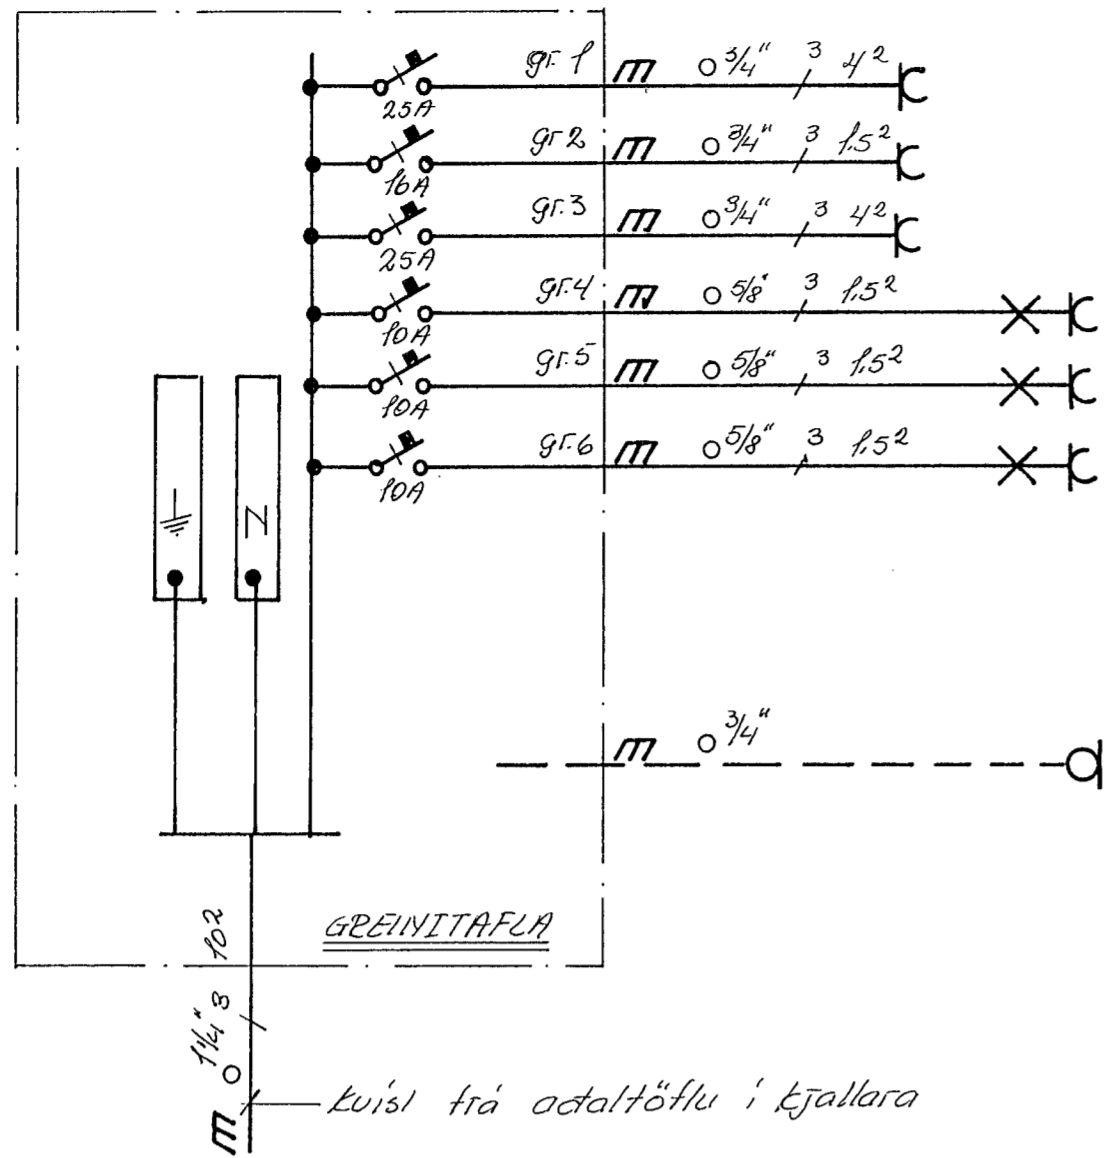 gr. 1 3/4" 3 4²
25A
gr 2 3/4" 3 1,5²
16A
gr. 3 3/4" 3 4²
25A
gr. 4 5/8" 3 1,5²
10A
gr. 5 5/8" 3 1,5²
10A
gr. 6 5/8" 3 1,5²
10A
N
3/4"
GREINITAFLA
1 1/4" 3 10²
kvísl frá aðaltöflu í kjallara